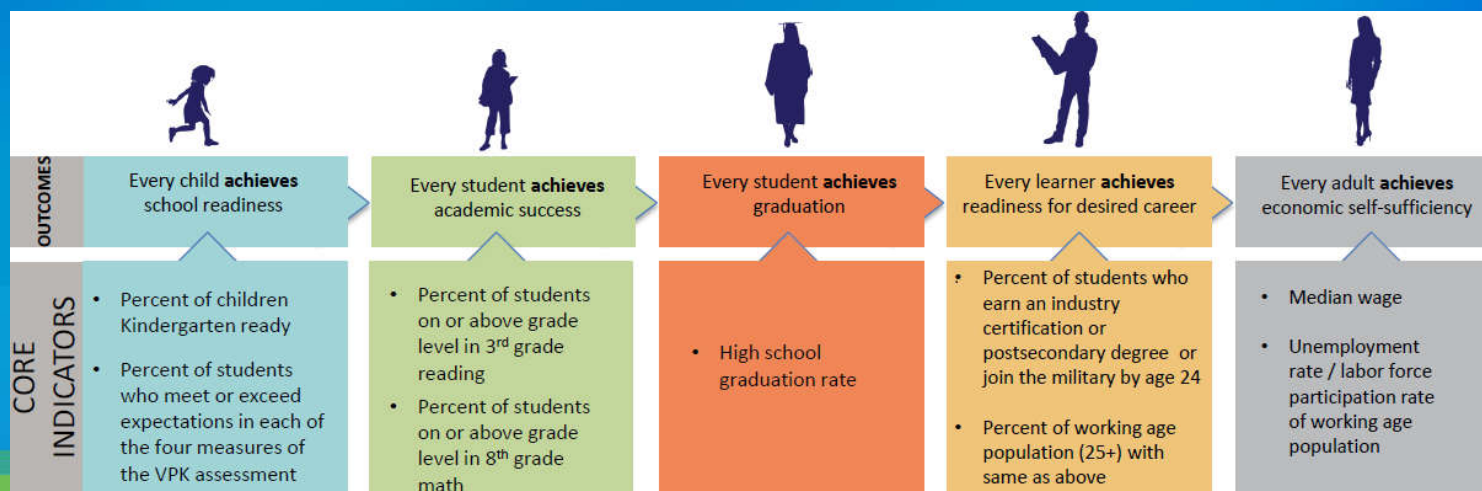 OUTCOMES
Every child achieves
school readiness
Every student achieves
academic success
Every student achieves
graduation
Every learner achieves
readiness for desired career
Every adult achieves
economic self-sufficiency
CORE
INDICATORS
• Percent of children
Kindergarten ready
• Percent of students
who meet or exceed
expectations in each of
the four measures of
the VPK assessment
• Percent of students
on or above grade
level in 3rd grade
reading
• Percent of students
on or above grade
level in 8th grade
math
• High school
graduation rate
• Percent of students who
earn an industry
certification or
postsecondary degree or
join the military by age 24
• Percent of working age
population (25+) with
same as above
• Median wage
• Unemployment
rate / labor force
participation rate
of working age
population